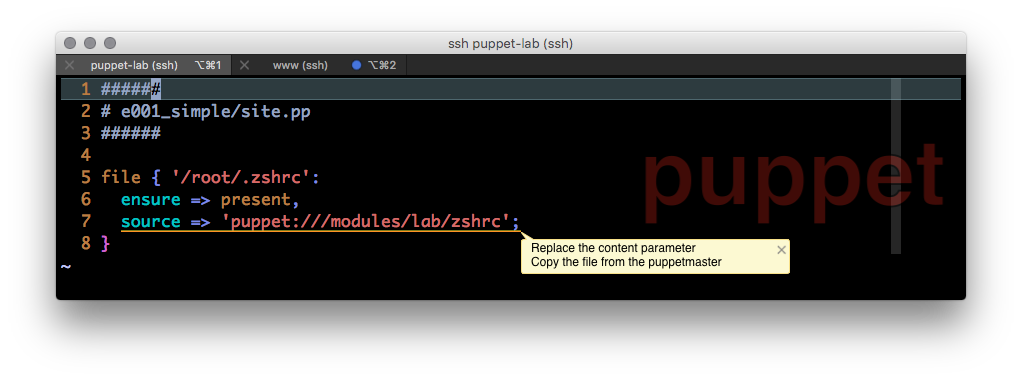 ssh puppet-lab (ssh)
puppet-lab (ssh) ⌥⌘1 www (ssh) ⌥⌘2
1 ######
2 # e001_simple/site.pp
3 ######
4
5 file { '/root/.zshrc':
6 ensure => present,
7 source => 'puppet:///modules/lab/zshrc';
8 }
~
puppet
Replace the content parameter
Copy the file from the puppetmaster